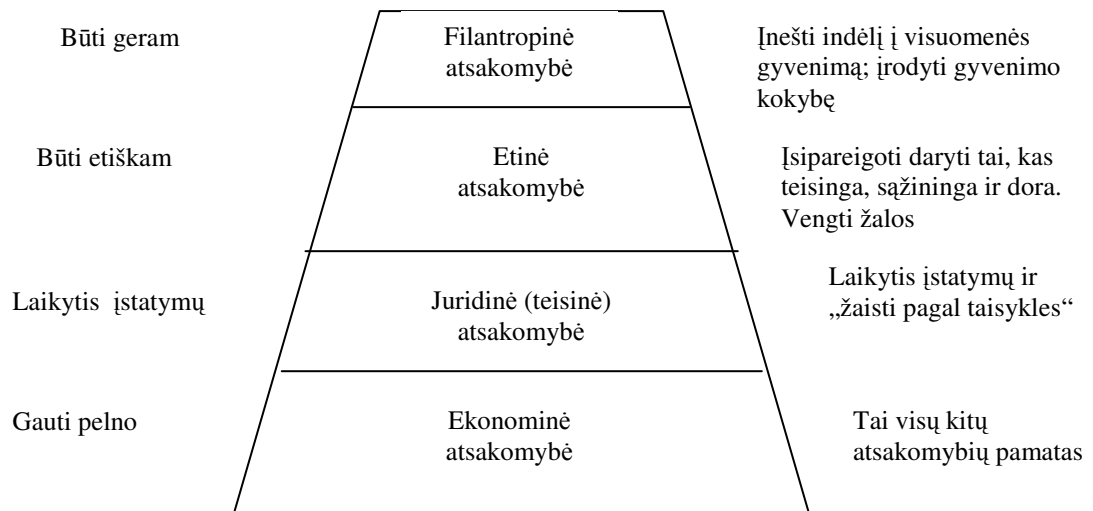 Būti geram
Filantropinė
atsakomybė
Įnešti indėlį į visuomenės
gyvenimą; įrodyti gyvenimo
kokybę
Būti etiškam
Etinė
atsakomybė
Įsipareigoti daryti tai, kas
teisinga, sąžininga ir dora.
Vengti žalos
Laikytis įstatymų
Juridinė (teisinė)
atsakomybė
Laikytis įstatymų ir
„žaisti pagal taisykles“
Gauti pelno
Ekonominė
atsakomybė
Tai visų kitų
atsakomybių pamatas